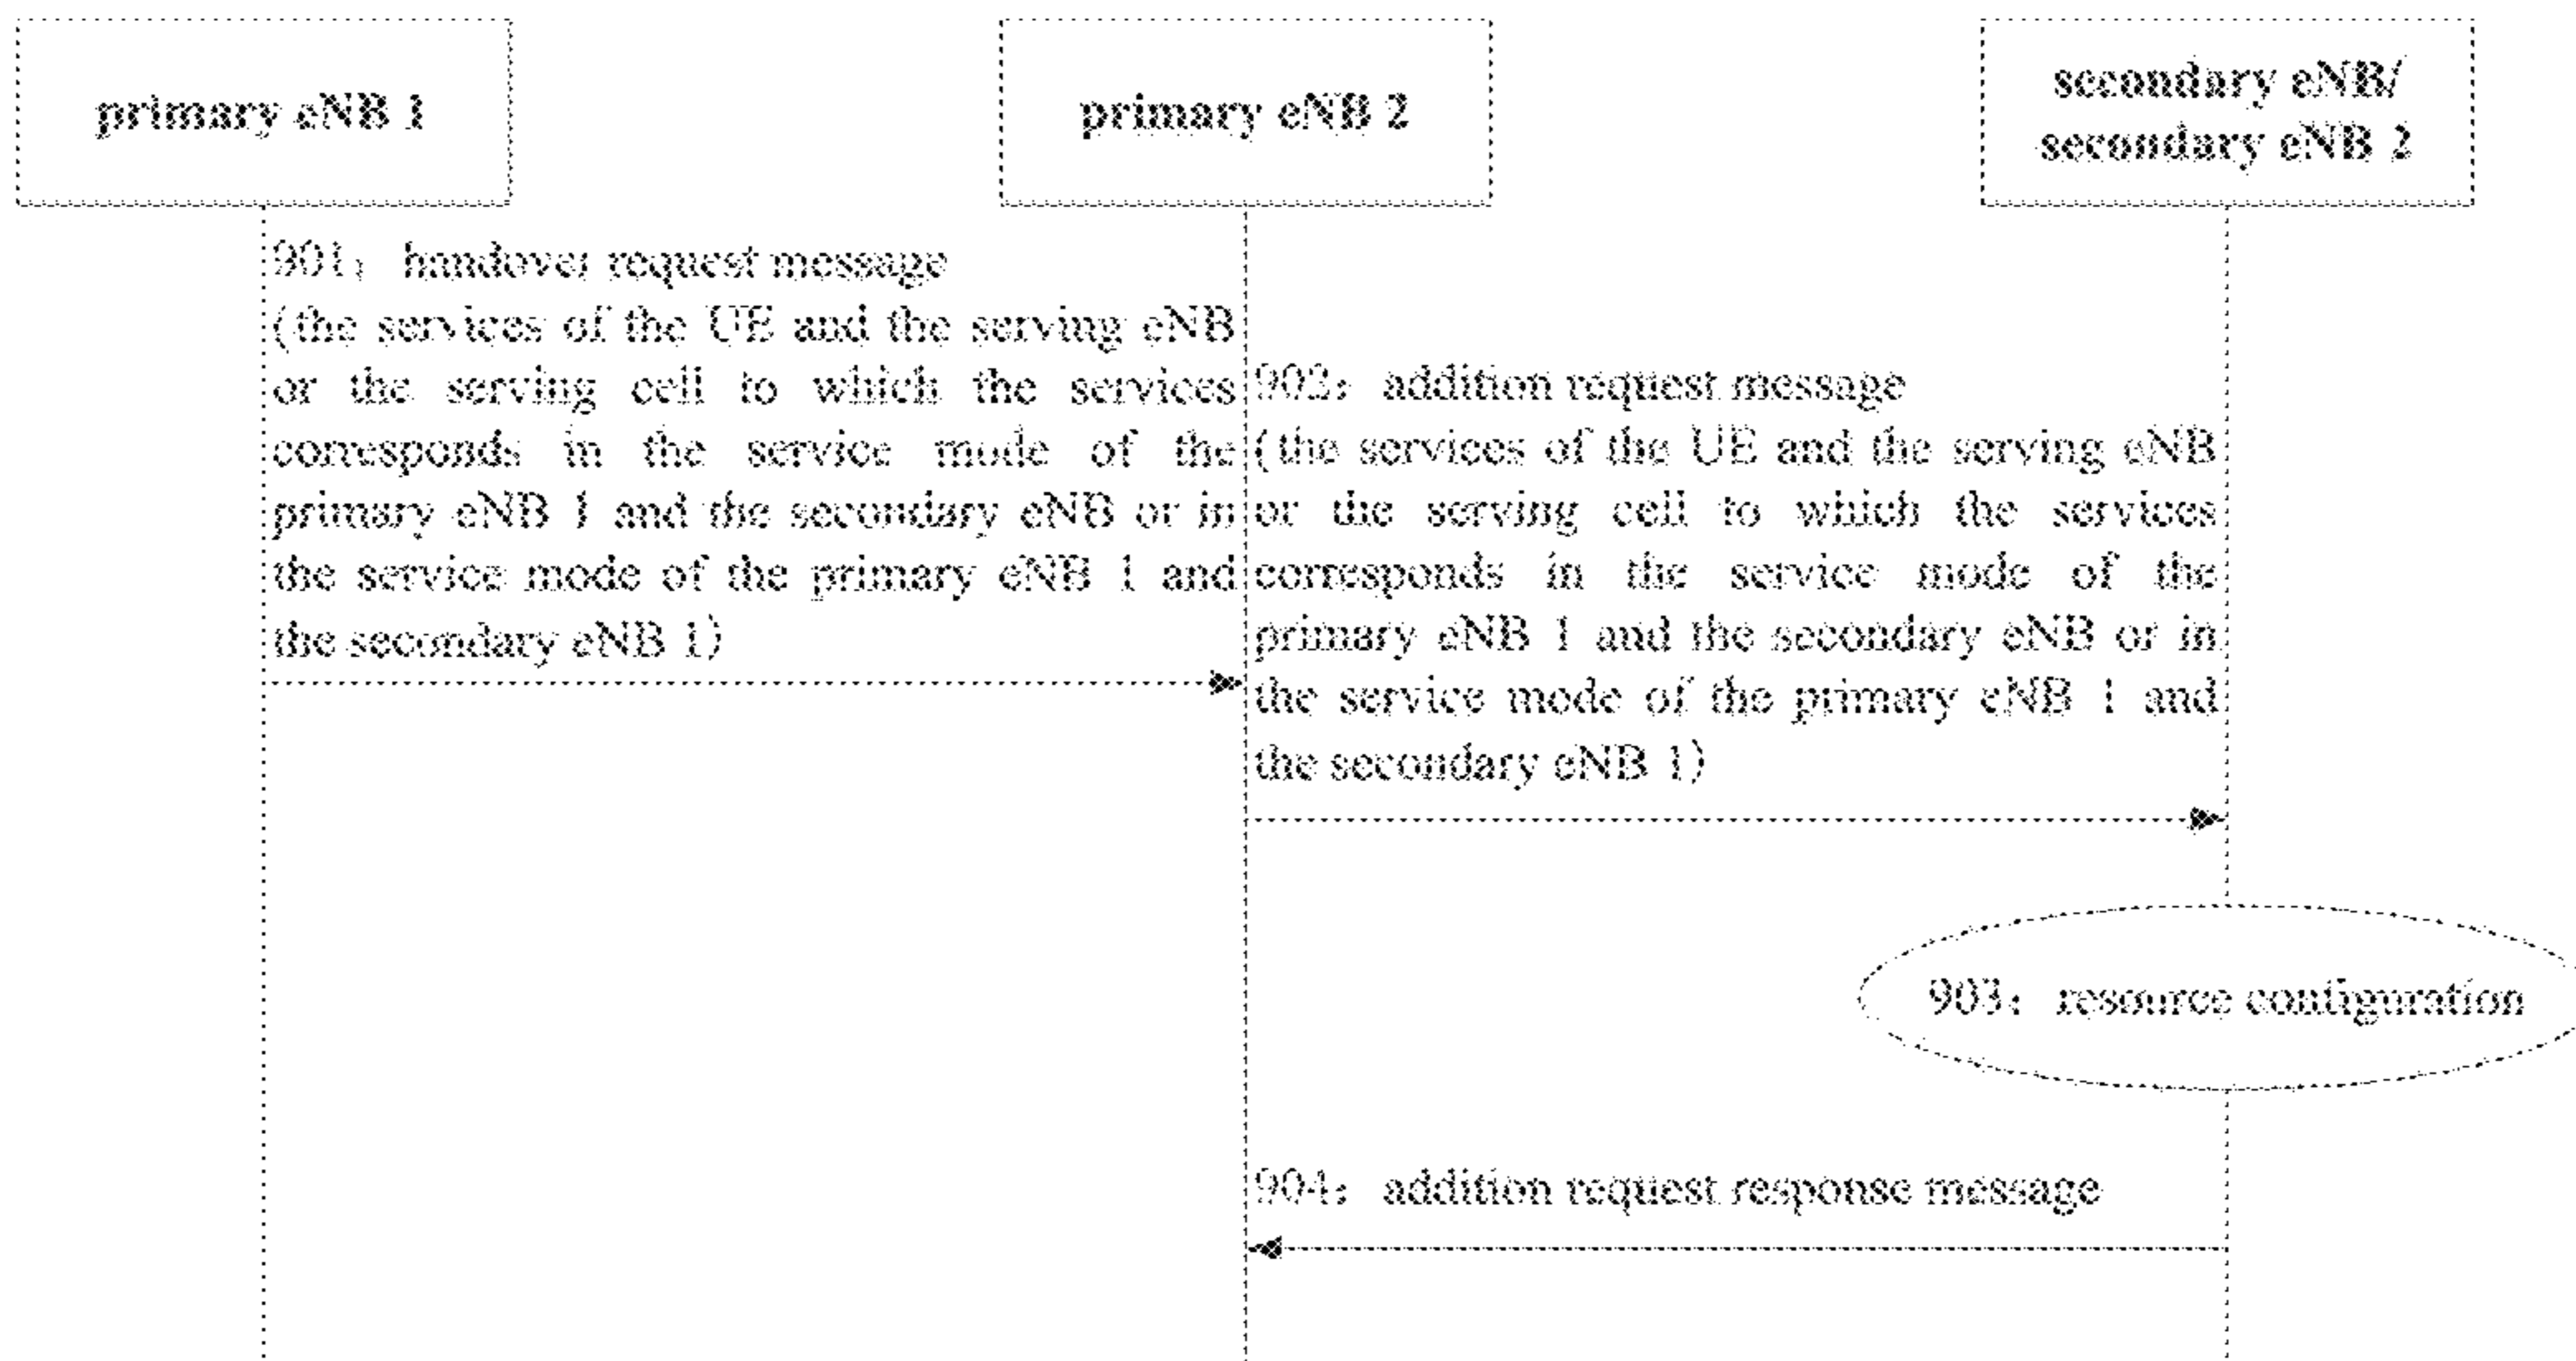 primary eNB 1
primary eNB 2
secondary eNB/
secondary eNB 2
901: handover request message
(the services of the UE and the serving eNB
or the serving cell to which the services
corresponds in the service mode of the
primary eNB 1 and the secondary eNB or in
the service mode of the primary eNB 1 and
the secondary eNB 1)
902: addition request message
(the services of the UE and the serving eNB
or the serving cell to which the services
corresponds in the service mode of the
primary eNB 1 and the secondary eNB or in
the service mode of the primary eNB 1 and
the secondary eNB 1)
903: resource configuration
904: addition request response message